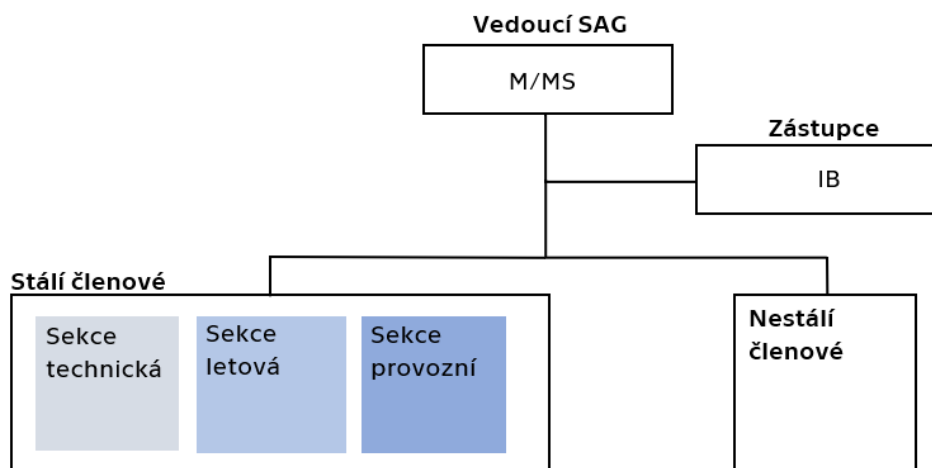 Vedoucí SAG
M/MS
Zástupce
IB
Stálí členové
Sekce
technická
Sekce
letová
Sekce
provozní
Nestálí
členové